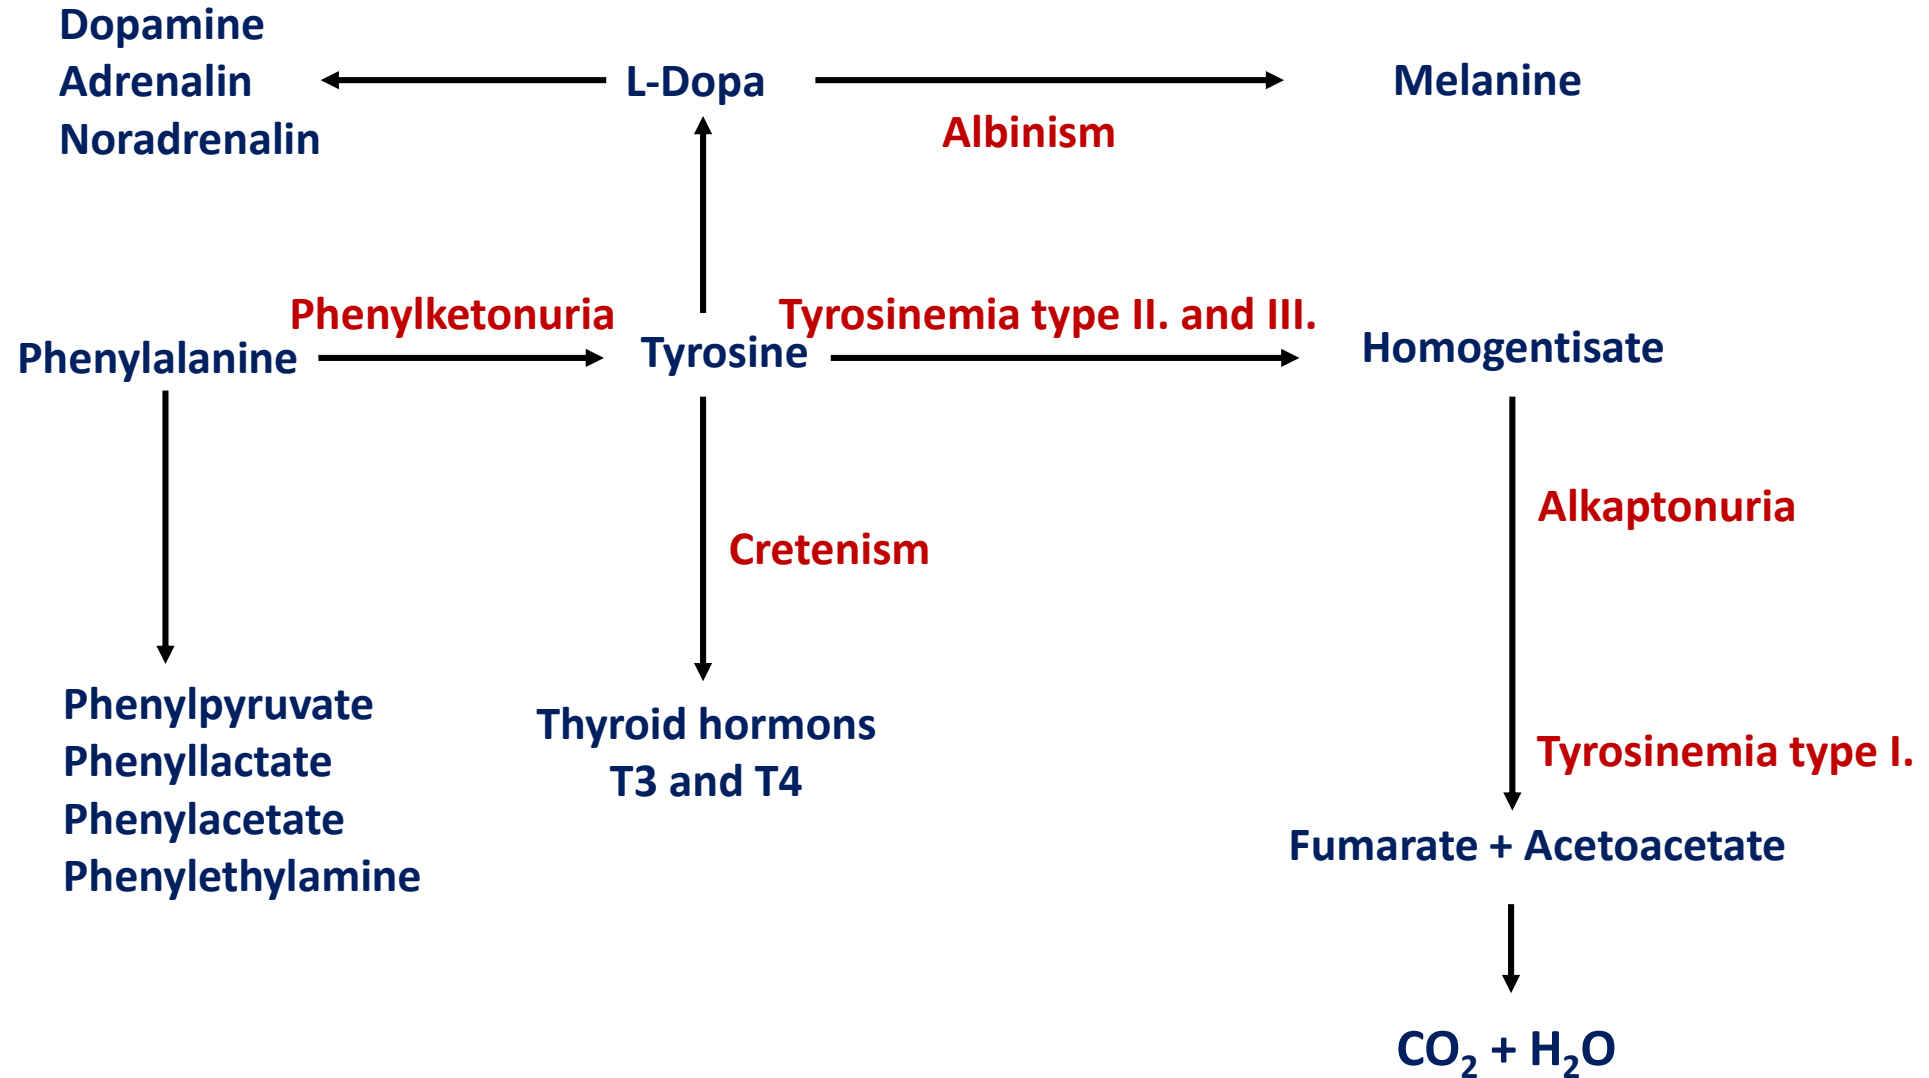 Dopamine
Adrenalin
Noradrenalin
L-Dopa
Melanine
Albinism
Phenylketonuria
Tyrosinemia type II. and III.
Phenylalanine
Tyrosine
Homogentisate
Alkaptonuria
Cretenism
Phenylpyruvate
Phenyllactate
Phenylacetate
Phenylethylamine
Thyroid hormons
T3 and T4
Tyrosinemia type I.
Fumarate + Acetoacetate
CO₂ + H₂O